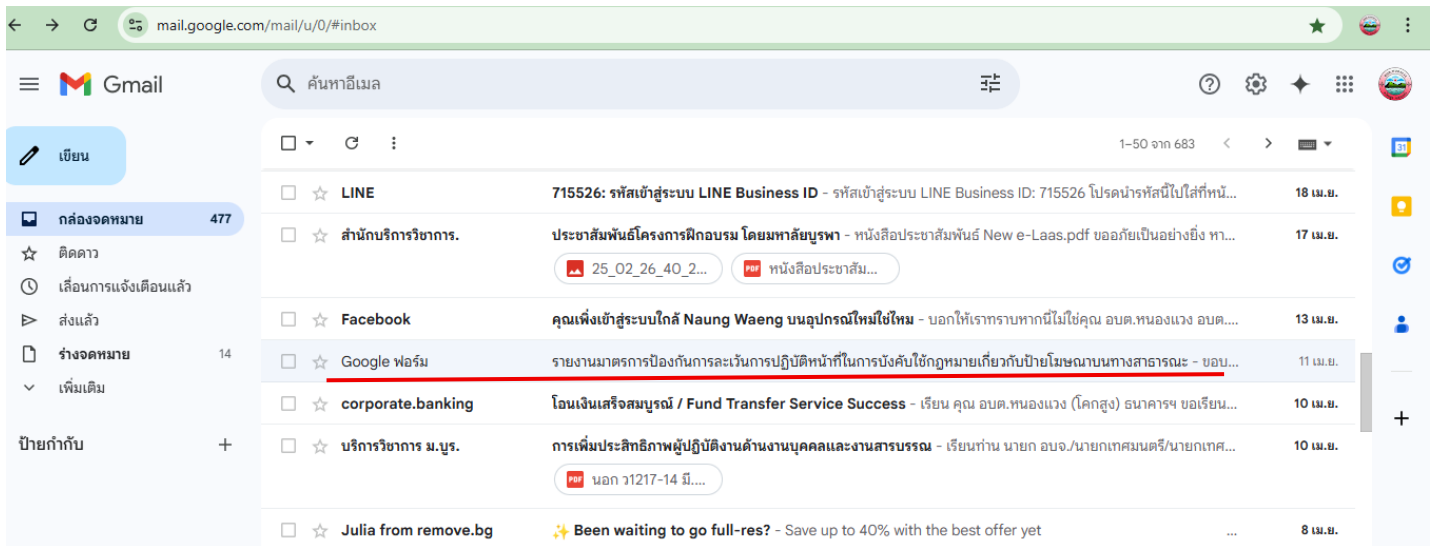 mail.google.com/mail/u/0/#inbox
Gmail
ค้นหาอีเมล
เขียน
1–50 จาก 683
31
กล่องจดหมาย 477
ติดดาว
เลื่อนการแจ้งเตือนแล้ว
ส่งแล้ว
ร่างจดหมาย 14
เพิ่มเติม
ป้ายกำกับ
LINE 715526: รหัสเข้าสู่ระบบ LINE Business ID – รหัสเข้าสู่ระบบ LINE Business ID: 715526 โปรดนำรหัสนี้ไปใส่ที่หน้... 18 เม.ย.
สำนักบริการวิชาการ. ประชาสัมพันธ์โครงการฝึกอบรม โดยมหาลัยบูรพา – หนังสือประชาสัมพันธ์ New e-Laas.pdf ขออภัยเป็นอย่างยิ่ง หา... 17 เม.ย.
25_02_26_40_2... PDF หนังสือประชาสัม...
Facebook คุณเพิ่งเข้าสู่ระบบใกล้ Naung Waeng บนอุปกรณ์ใหม่ใช่ไหม – บอกให้เราทราบหากนี่ไม่ใช่คุณ อบต.หนองแวง อบต.... 13 เม.ย.
Google ฟอร์ม รายงานมาตรการป้องกันการละเว้นการปฏิบัติหน้าที่ในการบังคับใช้กฎหมายเกี่ยวกับป้ายโฆษณาบนทางสาธารณะ – ขอบ... 11 เม.ย.
corporate.banking โอนเงินเสร็จสมบูรณ์ / Fund Transfer Service Success – เรียน คุณ อบต.หนองแวง (โคกสูง) ธนาคารฯ ขอเรียน... 10 เม.ย.
บริการวิชาการ ม.บูร. การเพิ่มประสิทธิภาพผู้ปฏิบัติงานด้านงานบุคคลและงานสารบรรณ – เรียนท่าน นายก อบจ./นายกเทศมนตรี/นายกเทศ... 10 เม.ย.
PDF นอก ว1217-14 มี....
Julia from remove.bg ✨ Been waiting to go full-res? – Save up to 40% with the best offer yet ... 8 เม.ย.